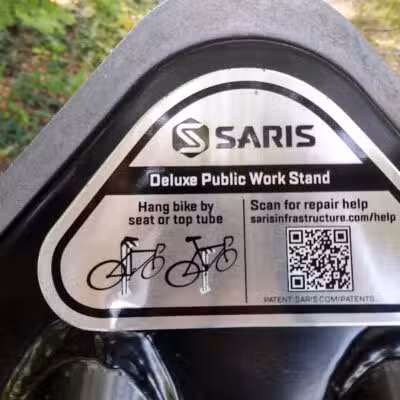 SARIS
Deluxe Public Work Stand
Hang bike by
seat or top tube
Scan for repair help
sarisinfrastructure.com/help
PATENT SARIS.COM/PATENTS